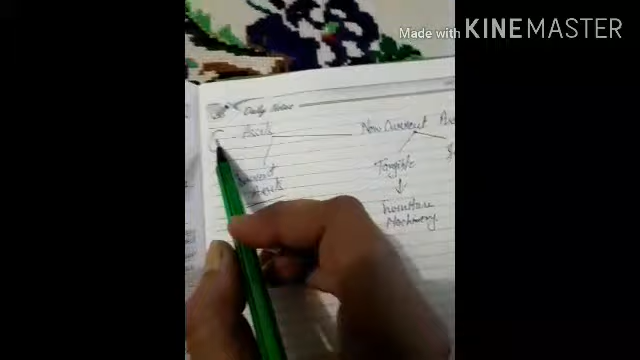 Made with KINEMASTER
Daily Notes
Assets Non Current
Current Tangible
Assets
Furniture
Machinery